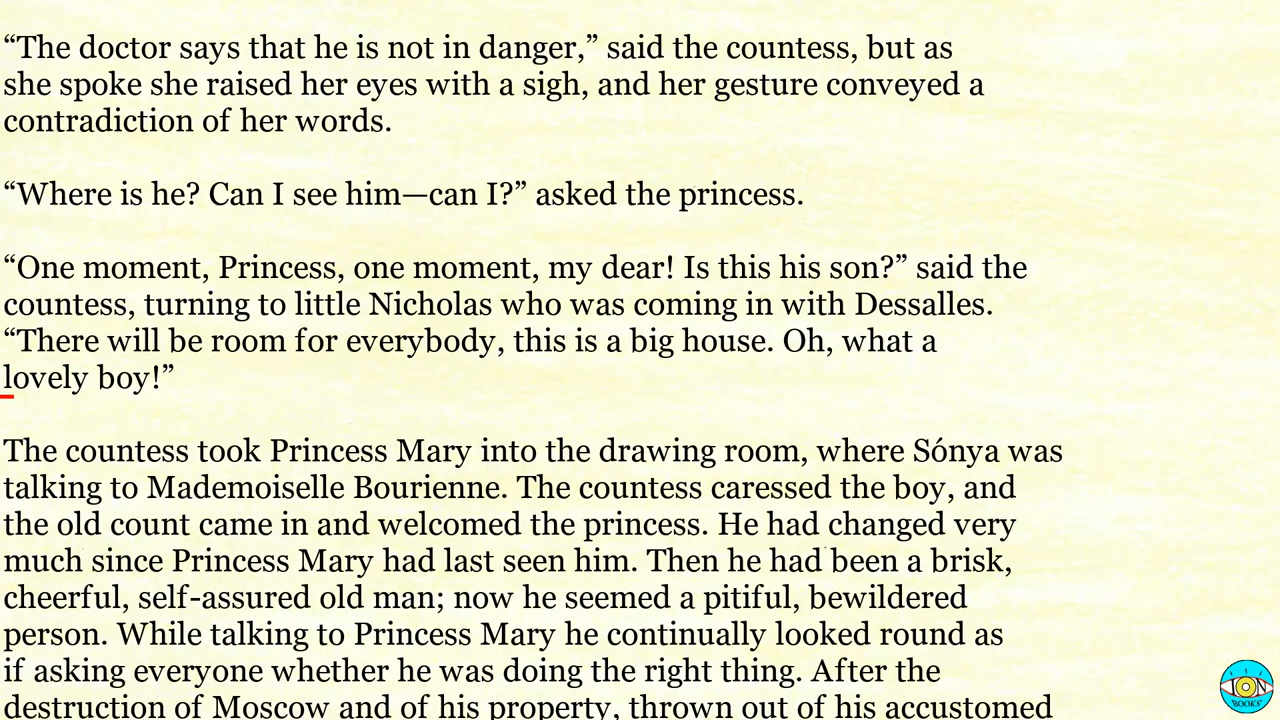 “The doctor says that he is not in danger,” said the countess, but as
she spoke she raised her eyes with a sigh, and her gesture conveyed a
contradiction of her words.
“Where is he? Can I see him—can I?” asked the princess.
“One moment, Princess, one moment, my dear! Is this his son?” said the
countess, turning to little Nicholas who was coming in with Dessalles.
“There will be room for everybody, this is a big house. Oh, what a
lovely boy!”
The countess took Princess Mary into the drawing room, where Sónya was
talking to Mademoiselle Bourienne. The countess caressed the boy, and
the old count came in and welcomed the princess. He had changed very
much since Princess Mary had last seen him. Then he had been a brisk,
cheerful, self-assured old man; now he seemed a pitiful, bewildered
person. While talking to Princess Mary he continually looked round as
if asking everyone whether he was doing the right thing. After the
destruction of Moscow and of his property, thrown out of his accustomed
ION
BOOKS